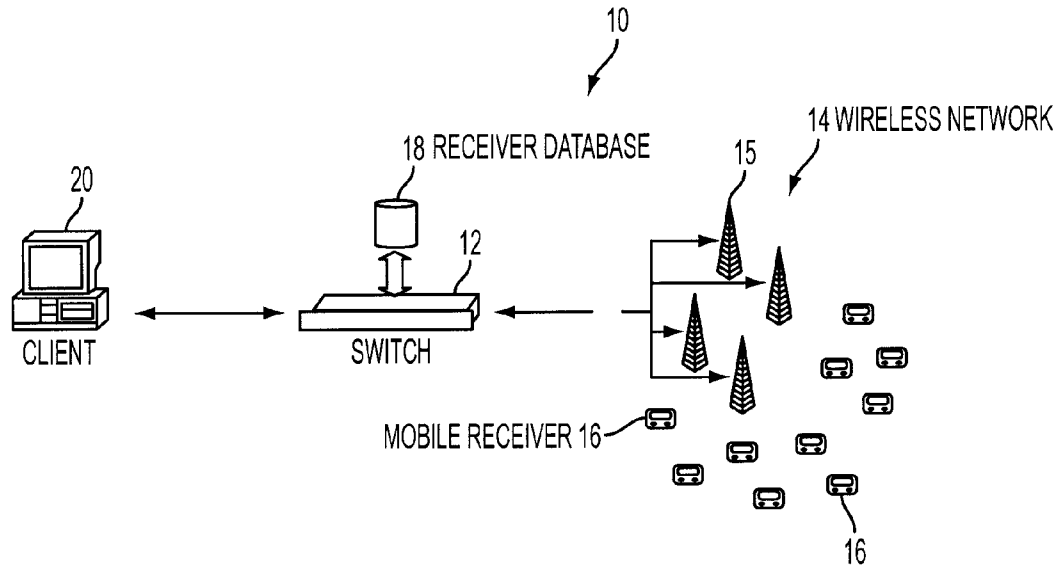 10
14 WIRELESS NETWORK
18 RECEIVER DATABASE
15
20
12
CLIENT
SWITCH
MOBILE RECEIVER 16
16